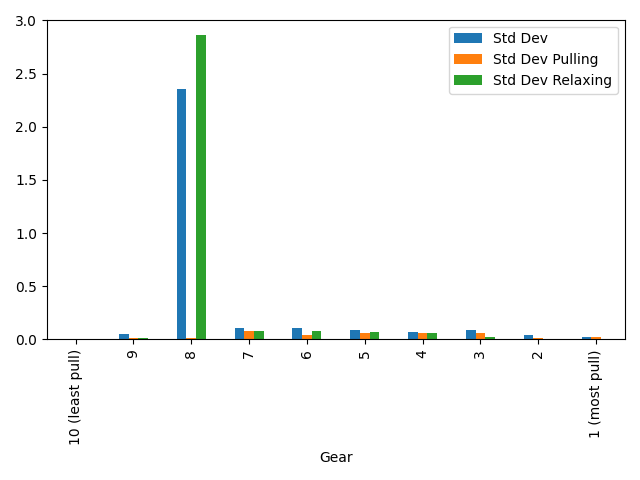 3.0
2.5
2.0
1.5
1.0
0.5
0.0
Std Dev
Std Dev Pulling
Std Dev Relaxing
10 (least pull)
9
8
7
6
5
4
3
2
1 (most pull)
Gear